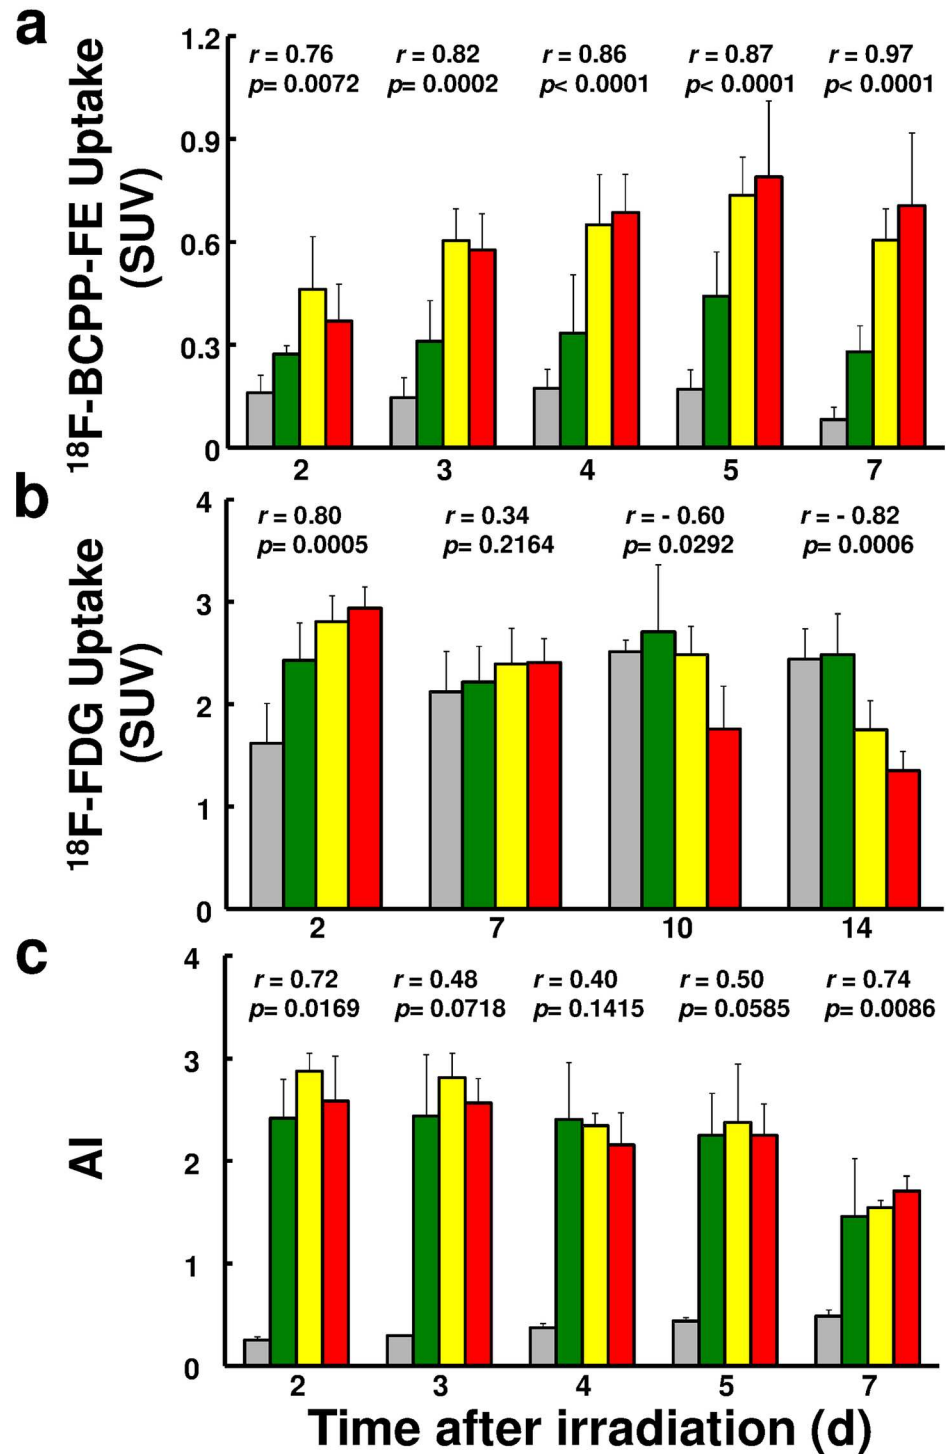 a
¹⁸F-BCPP-FE Uptake
(SUV)
1.2
0.9
0.6
0.3
0
r = 0.76 r = 0.82 r = 0.86 r = 0.87 r = 0.97
p= 0.0072 p= 0.0002 p< 0.0001 p< 0.0001 p< 0.0001
2 3 4 5 7
b
¹⁸F-FDG Uptake
(SUV)
4
3
2
1
0
r = 0.80 r = 0.34 r = - 0.60 r = - 0.82
p= 0.0005 p= 0.2164 p= 0.0292 p= 0.0006
2 7 10 14
c
AI
4
3
2
1
0
r = 0.72 r = 0.48 r = 0.40 r = 0.50 r = 0.74
p= 0.0169 p= 0.0718 p= 0.1415 p= 0.0585 p= 0.0086
2 3 4 5 7
Time after irradiation (d)